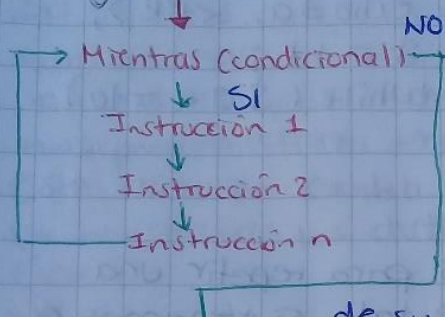 NO
Mientras (condicional)
SI
Instrucción 1
Instrucción 2
Instrucción n